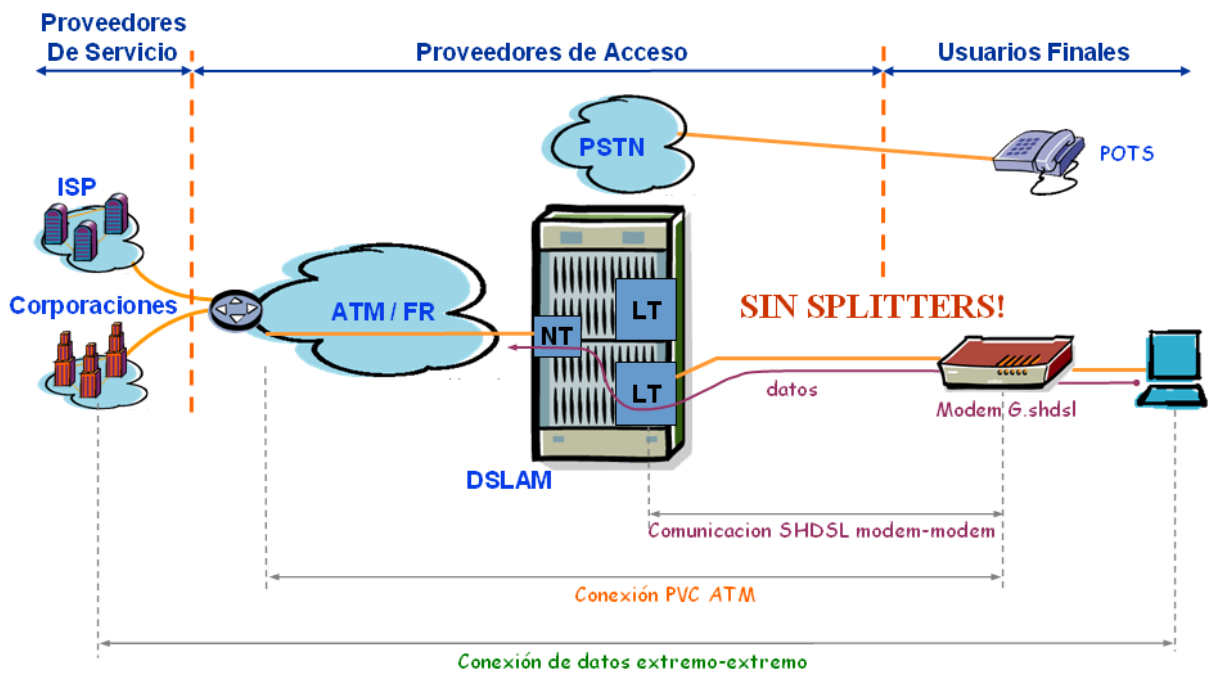 Proveedores
De Servicio
Proveedores de Acceso
Usuarios Finales
PSTN
POTS
ISP
Corporaciones
ATM / FR
NT
LT
LT
SIN SPLITTERS!
datos
Modem G.shdsl
DSLAM
Comunicacion SHDSL modem-modem
Conexión PVC ATM
Conexión de datos extremo-extremo